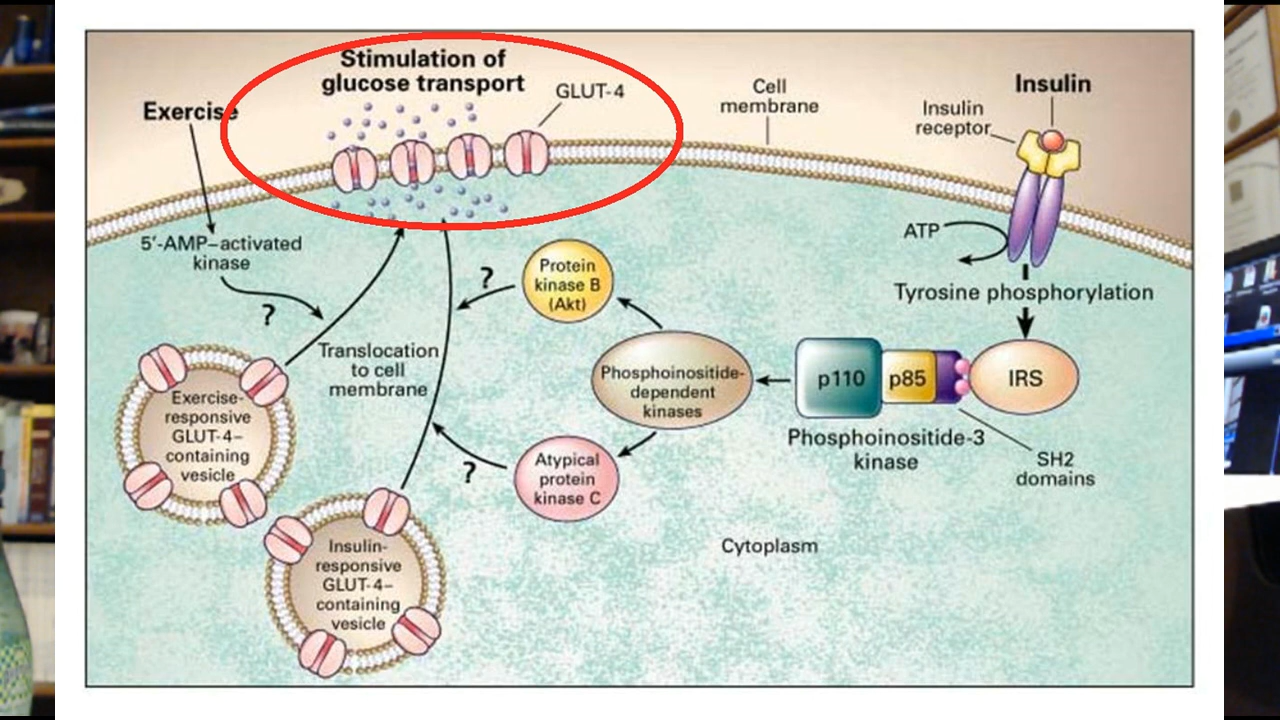 Stimulation of
glucose transport
Exercise
GLUT-4
Cell
membrane
Insulin
Insulin
receptor
ATP
5'-AMP–activated
kinase
?
Tyrosine phosphorylation
Protein
kinase B
(Akt)
?
Translocation
to cell
membrane
Phosphoinositide-
dependent
kinases
p110
p85
IRS
Phosphoinositide-3
kinase
SH2
domains
Exercise-
responsive
GLUT-4–
containing
vesicle
?
Atypical
protein
kinase C
Cytoplasm
Insulin-
responsive
GLUT-4–
containing
vesicle